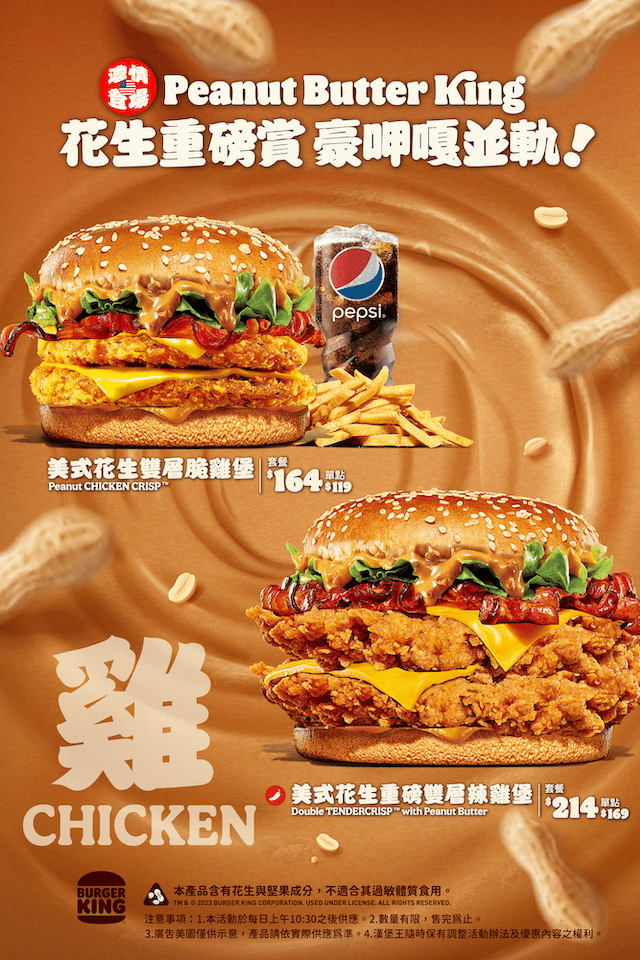 濃情
登場
Peanut Butter King
花生重磅賞 豪呷嘎並軌!
pepsi
美式花生雙層脆雞堡
Peanut CHICKEN CRISP™
套餐
$164
單點
$119
美式花生重磅雙層辣雞堡
Double TENDERCRISP™ with Peanut Butter
套餐
$214
單點
$169
雞
CHICKEN
BURGER
KING
本產品含有花生與堅果成分,不適合其過敏體質食用。
TM & © 2023 BURGER KING CORPORATION. USED UNDER LICENSE. ALL RIGHTS RESERVED.
注意事項:1.本活動於每日上午10:30之後供應。2.數量有限,售完為止。
3.廣告美圖僅供示意,產品請依實際供應為準。4.漢堡王隨時保有調整活動辦法及優惠內容之權利。